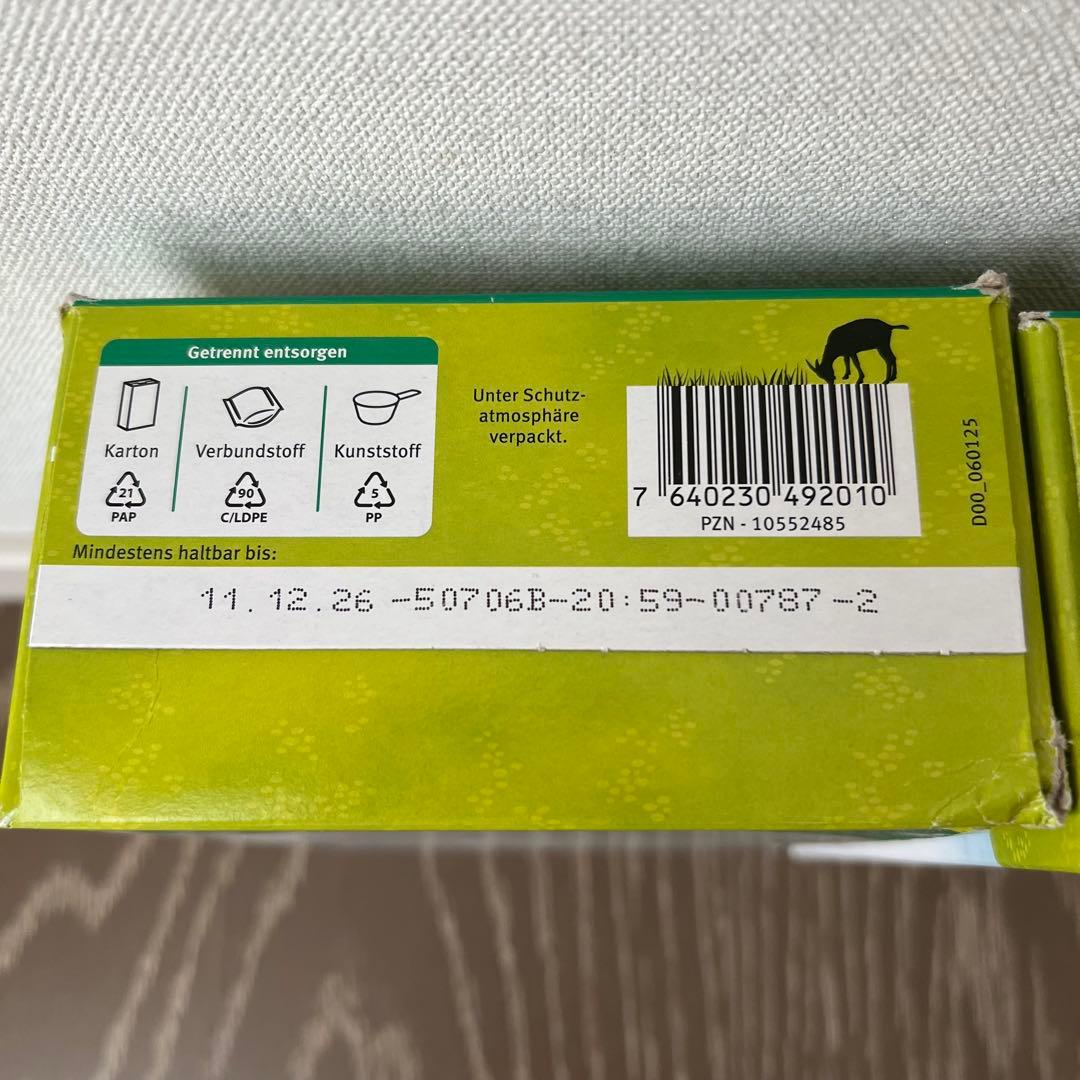 Getrennt entsorgen
Karton
Verbundstoff
Kunststoff
21
PAP
90
C/LDPE
5
PP
Unter Schutz-
atmosphäre
verpackt.
7 640230 492010
PZN - 10552485
D00_060125
Mindestens haltbar bis:
11.12.26 -50706B-20:59-00787-2